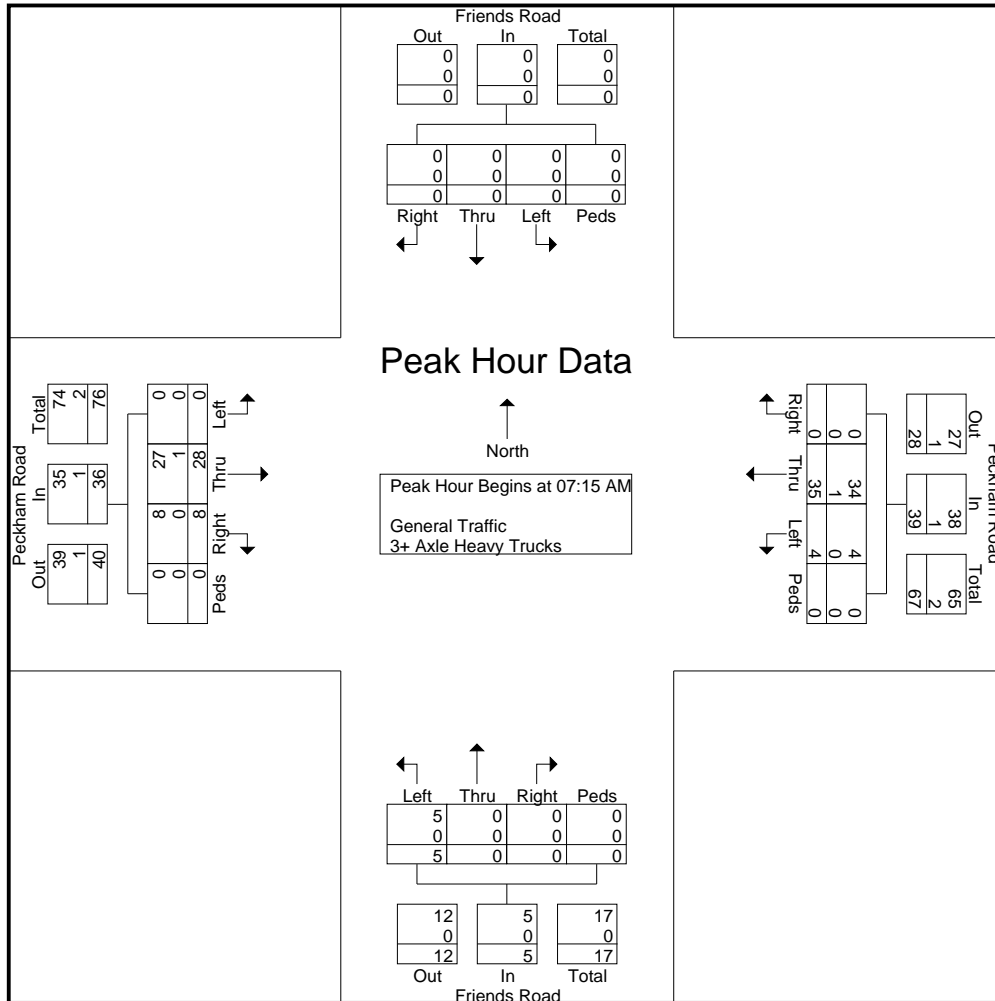 Friends Road
Out In Total
0 0 0
0 0 0
0 0 0
0 0 0 0
0 0 0 0
0 0 0 0
Right Thru Left Peds
Peak Hour Data
North
Peak Hour Begins at 07:15 AM
General Traffic
3+ Axle Heavy Trucks
Peckham Road
Total In Out
74 35 39
2 1 1
76 36 40
0 27 8 0
0 1 0 0
0 28 8 0
Left Thru Right Peds
Right Thru Left Peds
0 35 4 0
0 1 0 0
0 34 4 0
28 39 67
1 1 2
27 38 65
Out In Total
Peckham Road
Left Thru Right Peds
5 0 0 0
0 0 0 0
5 0 0 0
12 5 17
0 0 0
12 5 17
Out In Total
Friends Road